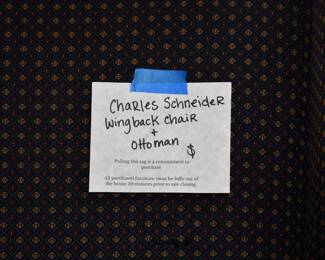 Charles Schneider
Wingback Chair
+
Ottoman
$
Pulling this tag is a commitment to
purchase
All purchased furniture must be fully out of
the house 30 minutes prior to sale closing.